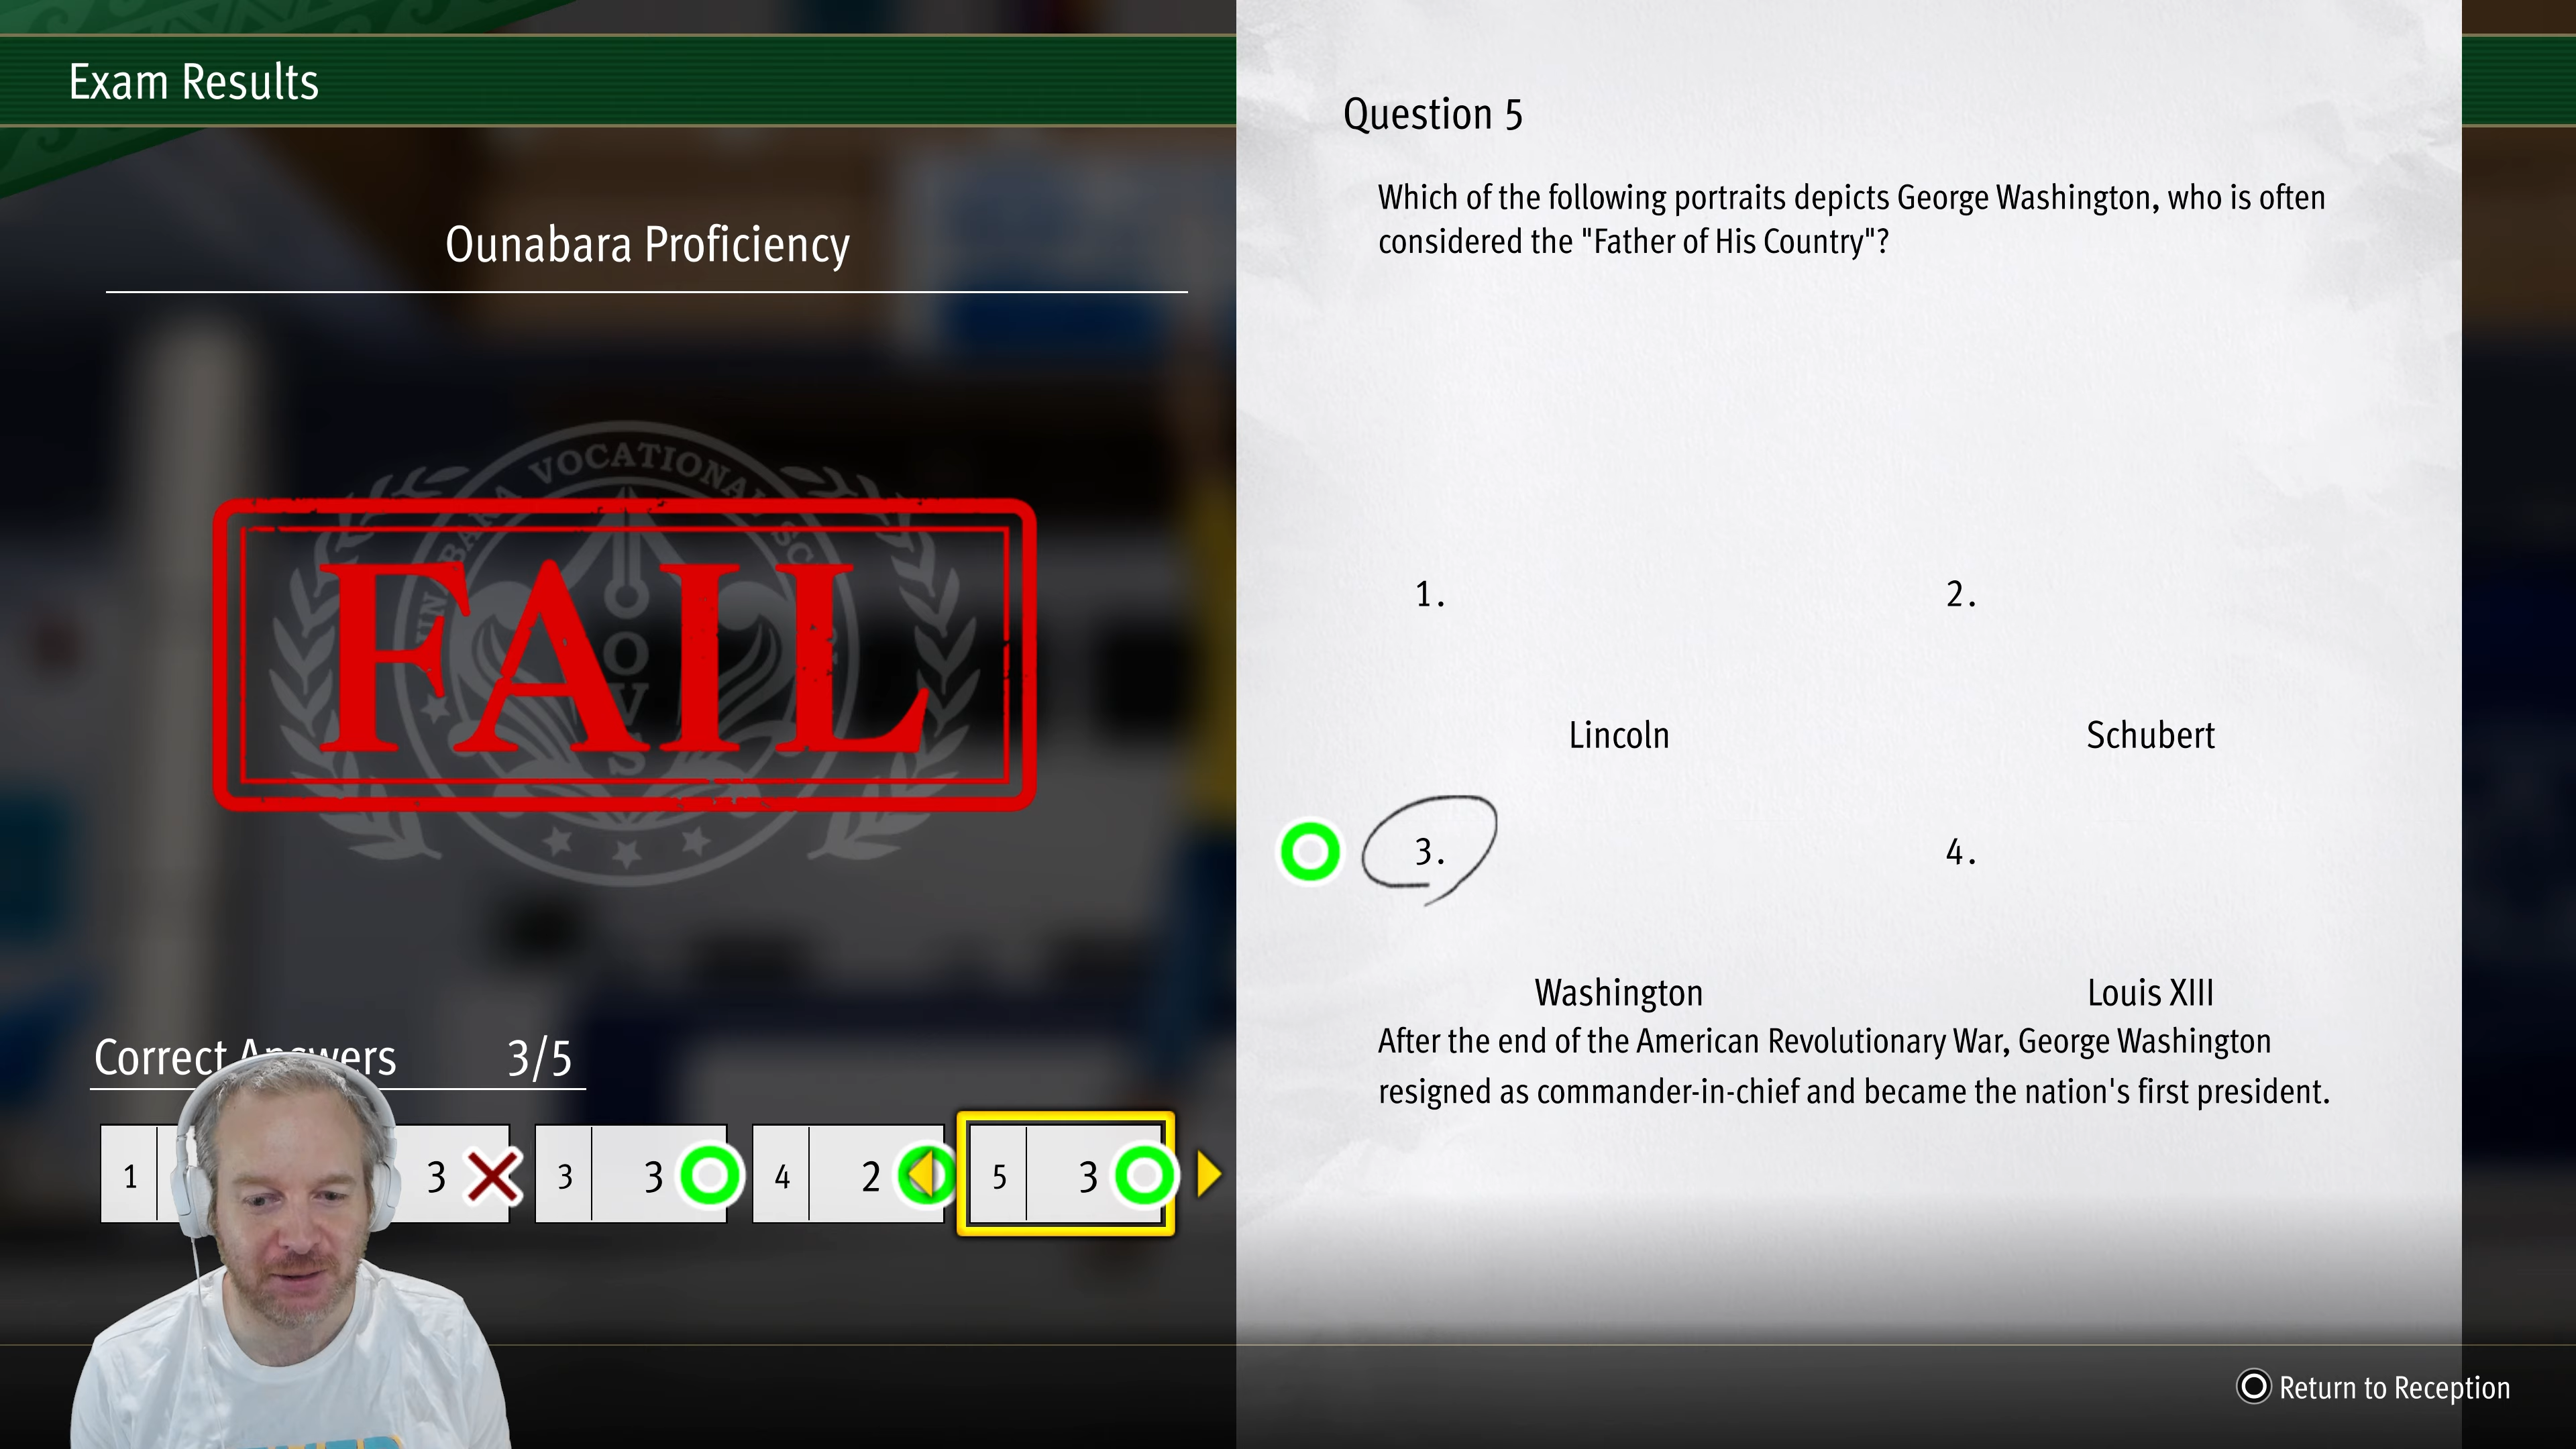 Exam Results
Ounabara Proficiency
VOCATIONAL
O
V
S
FAIL
Correct Answers 3/5
1
3
3 3
4 2
5 3
Question 5
Which of the following portraits depicts George Washington, who is often
considered the "Father of His Country"?
1.
2.
Lincoln
Schubert
3.
4.
Washington
Louis XIII
After the end of the American Revolutionary War, George Washington
resigned as commander-in-chief and became the nation's first president.
Return to Reception